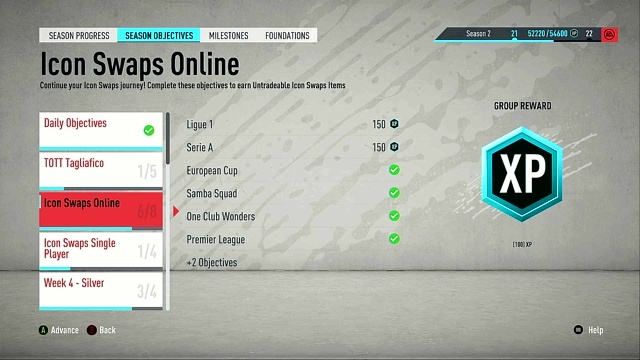 SEASON PROGRESS SEASON OBJECTIVES MILESTONES FOUNDATIONS
Season 2 21 52220/54600 XP 22
Icon Swaps Online
Continue your Icon Swaps journey! Complete these objectives to earn Untradeable Icon Swaps Items
Daily Objectives
TOTT Tagliafico 1/5
Icon Swaps Online 6/8
Icon Swaps Single
Player 1/4
Week 4 - Silver 3/4
Ligue 1 150 XP
Serie A 150 XP
European Cup
Samba Squad
One Club Wonders
Premier League
+2 Objectives
GROUP REWARD
XP
[100] XP
A Advance B Back
Help